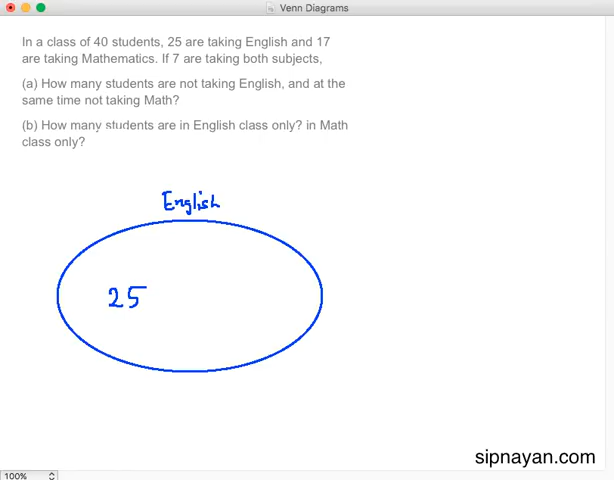 Venn Diagrams
In a class of 40 students, 25 are taking English and 17
are taking Mathematics. If 7 are taking both subjects,
(a) How many students are not taking English, and at the
same time not taking Math?
(b) How many students are in English class only? in Math
class only?
English
25
sipnayan.com
100%